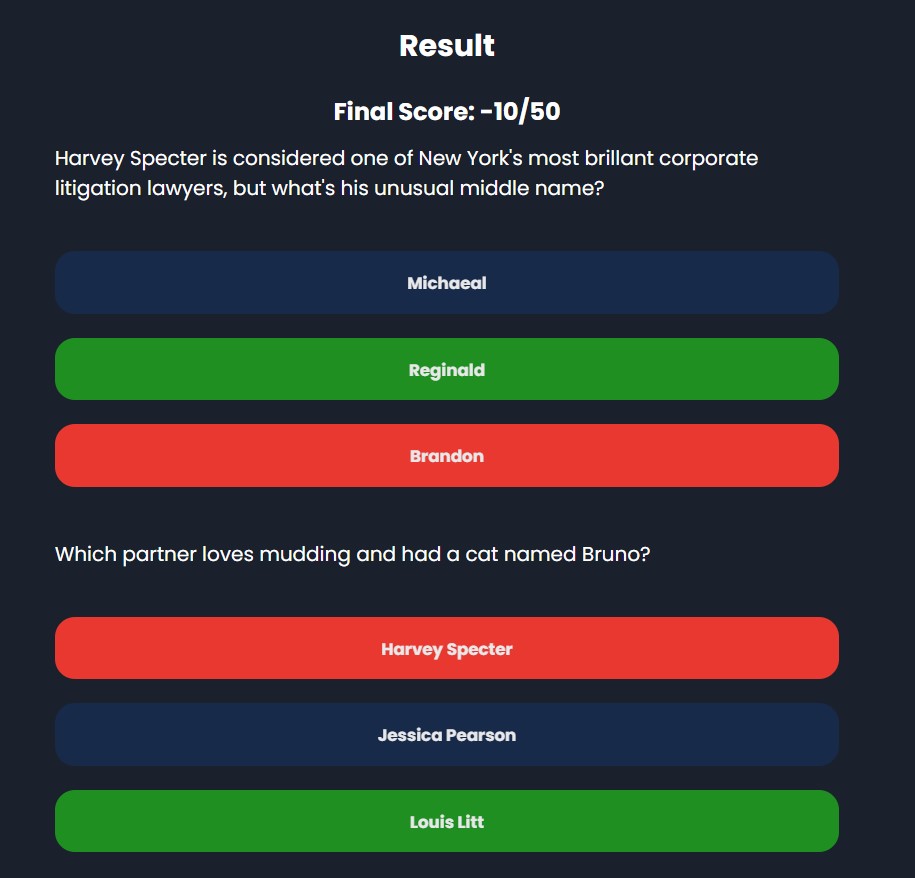 Result
Final Score: -10/50
Harvey Specter is considered one of New York's most brillant corporate
litigation lawyers, but what's his unusual middle name?
Michaeal
Reginald
Brandon
Which partner loves mudding and had a cat named Bruno?
Harvey Specter
Jessica Pearson
Louis Litt